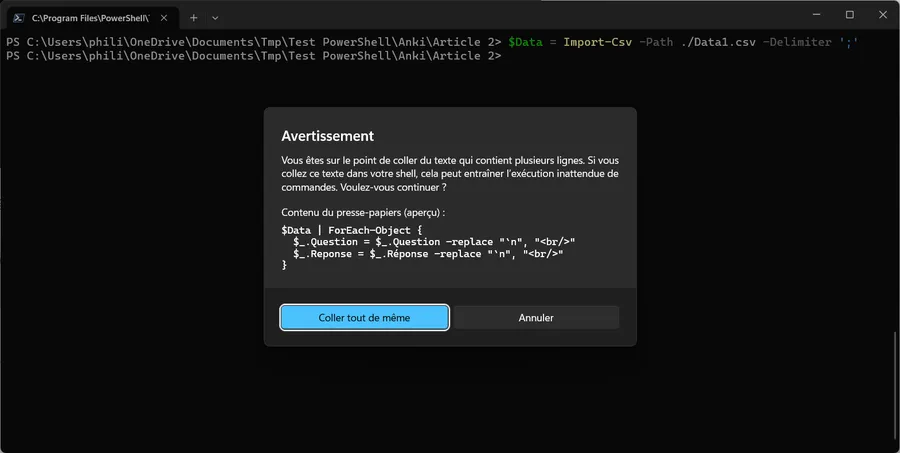 C:\Program Files\PowerShell\
PS C:\Users\phili\OneDrive\Documents\Tmp\Test PowerShell\Anki\Article 2> $Data = Import-Csv -Path ./Data1.csv -Delimiter ';'
PS C:\Users\phili\OneDrive\Documents\Tmp\Test PowerShell\Anki\Article 2>
Avertissement
Vous êtes sur le point de coller du texte qui contient plusieurs lignes. Si vous
collez ce texte dans votre shell, cela peut entraîner l'exécution inattendue de
commandes. Voulez-vous continuer ?
Contenu du presse-papiers (aperçu) :
$Data | ForEach-Object {
$_.Question = $_.Question -replace "`n", "<br/>"
$_.Reponse = $_.Réponse -replace "`n", "<br/>"
}
Coller tout de même
Annuler